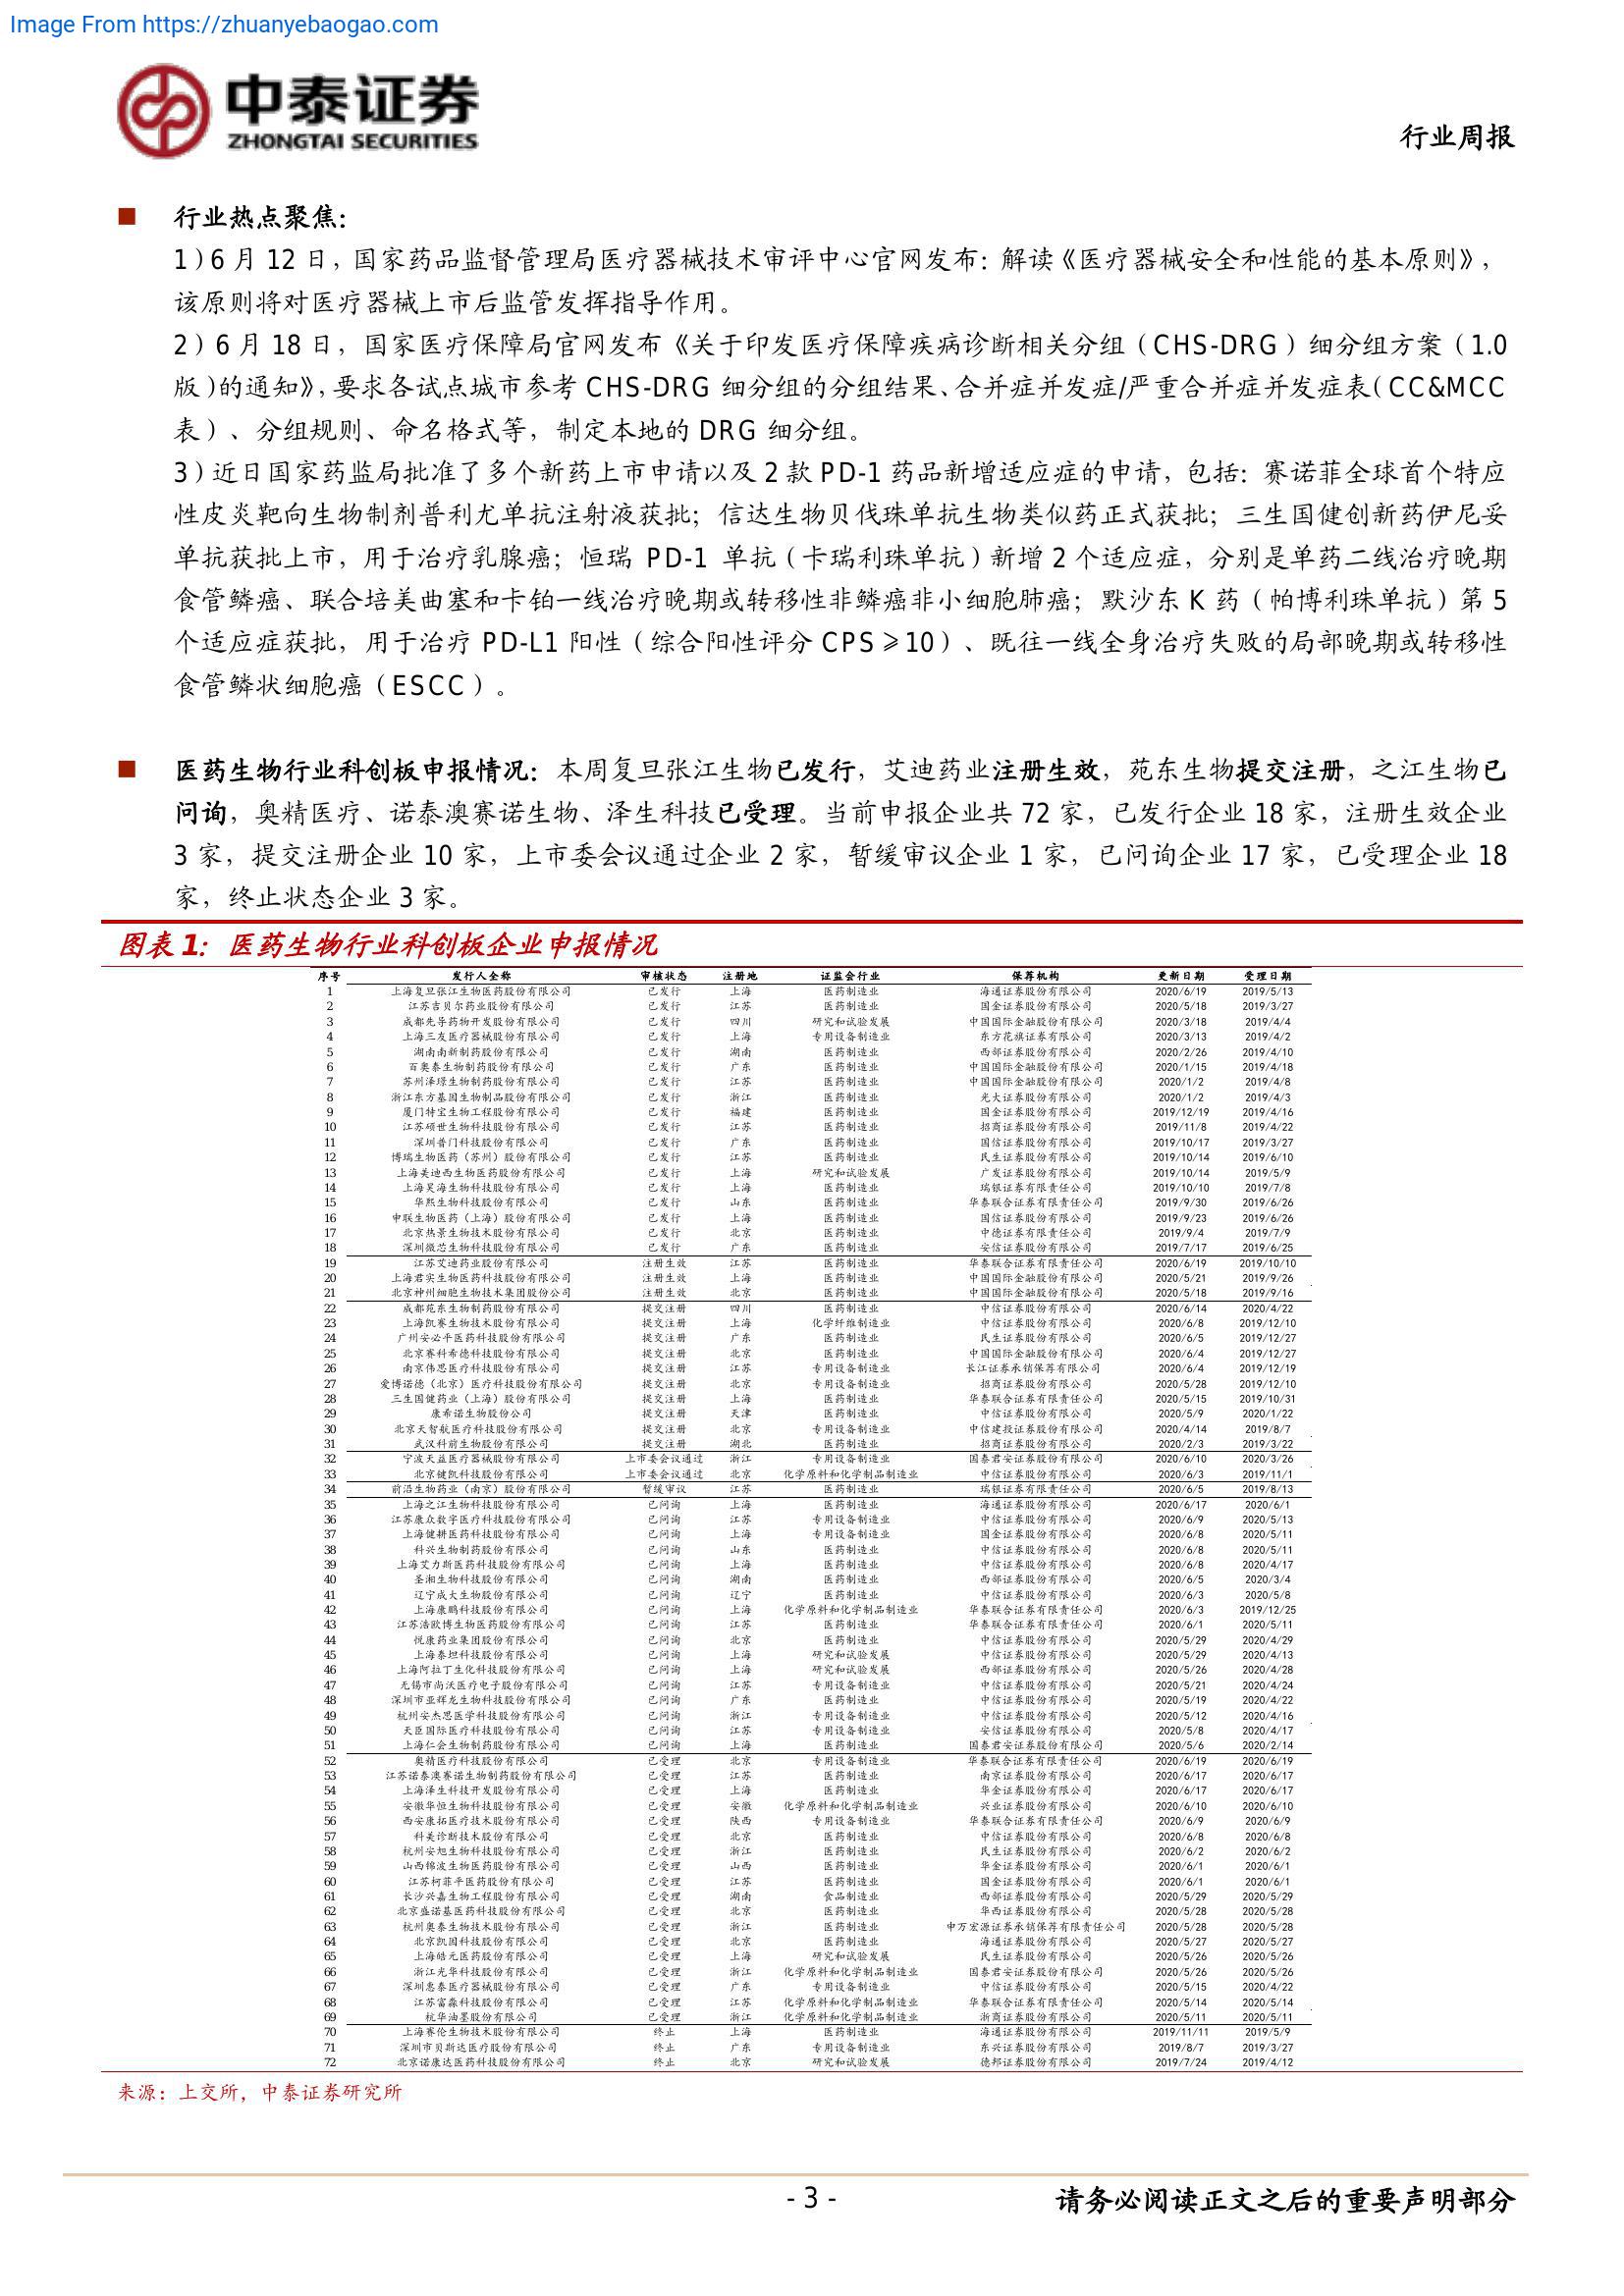 Image From https://zhuanyebaogao.com
中泰证券
ZHONGTAI SECURITIES
行业周报
■ 行业热点聚焦：
1）6 月 12 日，国家药品监督管理局医疗器械技术审评中心官网发布：解读《医疗器械安全和性能的基本原则》，
该原则将对医疗器械上市后监管发挥指导作用。
2）6 月 18 日，国家医疗保障局官网发布《关于印发医疗保障疾病诊断相关分组（CHS-DRG）细分组方案（1.0
版）的通知》，要求各试点城市参考 CHS-DRG 细分组的分组结果、合并症并发症/严重合并症并发症表（CC&MCC
表）、分组规则、命名格式等，制定本地的 DRG 细分组。
3）近日国家药监局批准了多个新药上市申请以及 2 款 PD-1 药品新增适应症的申请，包括：赛诺菲全球首个特应
性皮炎靶向生物制剂普利尤单抗注射液获批；信达生物贝伐珠单抗生物类似药正式获批；三生国健创新药伊尼妥
单抗获批上市，用于治疗乳腺癌；恒瑞 PD-1 单抗（卡瑞利珠单抗）新增 2 个适应症，分别是单药二线治疗晚期
食管鳞癌、联合培美曲塞和卡铂一线治疗晚期或转移性非鳞癌非小细胞肺癌；默沙东 K 药（帕博利珠单抗）第 5
个适应症获批，用于治疗 PD-L1 阳性（综合阳性评分 CPS≥10）、既往一线全身治疗失败的局部晚期或转移性
食管鳞状细胞癌（ESCC）。
■ 医药生物行业科创板申报情况：本周复旦张江生物已发行，艾迪药业注册生效，苑东生物提交注册，之江生物已
问询，奥精医疗、诺泰澳赛诺生物、泽生科技已受理。当前申报企业共 72 家，已发行企业 18 家，注册生效企业
3 家，提交注册企业 10 家，上市委会议通过企业 2 家，暂缓审议企业 1 家，已问询企业 17 家，已受理企业 18
家，终止状态企业 3 家。
图表 1：医药生物行业科创板企业申报情况
序号 发行人全称 审核状态 注册地 证监会行业 保荐机构 更新日期 受理日期
1 上海复旦张江生物医药股份有限公司 已发行 上海 医药制造业 海通证券股份有限公司 2020/6/19 2019/5/13
2 江苏吉贝尔药业股份有限公司 已发行 江苏 医药制造业 国金证券股份有限公司 2020/5/18 2019/3/27
3 成都先导药物开发股份有限公司 已发行 四川 研究和试验发展 中国国际金融股份有限公司 2020/3/18 2019/4/4
4 上海三友医疗器械股份有限公司 已发行 上海 专用设备制造业 东方花旗证券有限公司 2020/3/13 2019/4/2
5 湖南南新制药股份有限公司 已发行 湖南 医药制造业 西部证券股份有限公司 2020/2/26 2019/4/10
6 百奥泰生物制药股份有限公司 已发行 广东 医药制造业 中国国际金融股份有限公司 2020/1/15 2019/4/18
7 苏州泽璟生物制药股份有限公司 已发行 江苏 医药制造业 中国国际金融股份有限公司 2020/1/2 2019/4/8
8 浙江东方基因生物制品股份有限公司 已发行 浙江 医药制造业 光大证券股份有限公司 2020/1/2 2019/4/3
9 厦门特宝生物工程股份有限公司 已发行 福建 医药制造业 国金证券股份有限公司 2019/12/19 2019/4/16
10 江苏硕世生物科技股份有限公司 已发行 江苏 医药制造业 招商证券股份有限公司 2019/11/8 2019/4/22
11 深圳普门科技股份有限公司 已发行 广东 医药制造业 国信证券股份有限公司 2019/10/17 2019/3/27
12 博瑞生物医药（苏州）股份有限公司 已发行 江苏 医药制造业 民生证券股份有限公司 2019/10/14 2019/6/10
13 上海美迪西生物医药股份有限公司 已发行 上海 研究和试验发展 广发证券股份有限公司 2019/10/14 2019/5/9
14 上海昊海生物科技股份有限公司 已发行 上海 医药制造业 瑞银证券有限责任公司 2019/10/10 2019/7/8
15 华熙生物科技股份有限公司 已发行 山东 医药制造业 华泰联合证券有限责任公司 2019/9/30 2019/6/26
16 申联生物医药（上海）股份有限公司 已发行 上海 医药制造业 国信证券股份有限公司 2019/9/23 2019/6/26
17 北京热景生物技术股份有限公司 已发行 北京 医药制造业 中德证券有限责任公司 2019/9/4 2019/7/9
18 深圳微芯生物科技股份有限公司 已发行 广东 医药制造业 安信证券股份有限公司 2019/7/17 2019/6/25
19 江苏艾迪药业股份有限公司 注册生效 江苏 医药制造业 华泰联合证券有限责任公司 2020/6/19 2019/10/10
20 上海君实生物医药科技股份有限公司 注册生效 上海 医药制造业 中国国际金融股份有限公司 2020/5/21 2019/9/26
21 北京神州细胞生物技术集团股份公司 注册生效 北京 医药制造业 中国国际金融股份有限公司 2020/5/18 2019/9/16
22 成都苑东生物制药股份有限公司 提交注册 四川 医药制造业 中信证券股份有限公司 2020/6/14 2020/4/22
23 上海凯赛生物技术股份有限公司 提交注册 上海 化学纤维制造业 中信证券股份有限公司 2020/6/8 2019/12/10
24 广州安必平医药科技股份有限公司 提交注册 广东 医药制造业 民生证券股份有限公司 2020/6/5 2019/12/27
25 北京赛科希德科技股份有限公司 提交注册 北京 医药制造业 中国国际金融股份有限公司 2020/6/4 2019/12/27
26 南京伟思医疗科技股份有限公司 提交注册 江苏 专用设备制造业 长江证券承销保荐有限公司 2020/6/4 2019/12/19
27 爱博诺德（北京）医疗科技股份有限公司 提交注册 北京 专用设备制造业 招商证券股份有限公司 2020/5/28 2019/12/10
28 三生国健药业（上海）股份有限公司 提交注册 上海 医药制造业 华泰联合证券有限责任公司 2020/5/15 2019/10/31
29 康希诺生物股份公司 提交注册 天津 医药制造业 中信证券股份有限公司 2020/5/9 2020/1/22
30 北京天智航医疗科技股份有限公司 提交注册 北京 专用设备制造业 中信建投证券股份有限公司 2020/4/14 2019/8/7
31 武汉科前生物股份有限公司 提交注册 湖北 医药制造业 招商证券股份有限公司 2020/2/3 2019/3/22
32 宁波天益医疗器械股份有限公司 上市委会议通过 浙江 专用设备制造业 国泰君安证券股份有限公司 2020/6/10 2020/3/26
33 北京健凯科技股份有限公司 上市委会议通过 北京 化学原料和化学制品制造业 中信证券股份有限公司 2020/6/3 2019/11/1
34 前沿生物药业（南京）股份有限公司 暂缓审议 江苏 医药制造业 瑞银证券有限责任公司 2020/6/5 2019/8/13
35 上海之江生物科技股份有限公司 已问询 上海 医药制造业 海通证券股份有限公司 2020/6/17 2020/6/1
36 江苏康众数字医疗科技股份有限公司 已问询 江苏 专用设备制造业 中信证券股份有限公司 2020/6/9 2020/5/13
37 上海健耕医药科技股份有限公司 已问询 上海 专用设备制造业 国金证券股份有限公司 2020/6/8 2020/5/11
38 科兴生物制药股份有限公司 已问询 山东 医药制造业 中信证券股份有限公司 2020/6/8 2020/5/11
39 上海艾力斯医药科技股份有限公司 已问询 上海 医药制造业 中信证券股份有限公司 2020/6/8 2020/4/17
40 圣湘生物科技股份有限公司 已问询 湖南 医药制造业 西部证券股份有限公司 2020/6/5 2020/3/4
41 辽宁成大生物股份有限公司 已问询 辽宁 医药制造业 中信证券股份有限公司 2020/6/3 2020/5/8
42 上海康鹏科技股份有限公司 已问询 上海 化学原料和化学制品制造业 华泰联合证券有限责任公司 2020/6/3 2019/12/25
43 江苏浩欧博生物医药股份有限公司 已问询 江苏 医药制造业 华泰联合证券有限责任公司 2020/6/1 2020/5/11
44 悦康药业集团股份有限公司 已问询 北京 医药制造业 中信证券股份有限公司 2020/5/29 2020/4/29
45 上海泰坦科技股份有限公司 已问询 上海 研究和试验发展 中信证券股份有限公司 2020/5/29 2020/4/13
46 上海阿拉丁生化科技股份有限公司 已问询 上海 研究和试验发展 西部证券股份有限公司 2020/5/26 2020/4/28
47 无锡市尚沃医疗电子股份有限公司 已问询 江苏 专用设备制造业 中信证券股份有限公司 2020/5/21 2020/4/24
48 深圳市亚辉龙生物科技股份有限公司 已问询 广东 医药制造业 中信证券股份有限公司 2020/5/19 2020/4/22
49 杭州安杰思医学科技股份有限公司 已问询 浙江 专用设备制造业 中信证券股份有限公司 2020/5/12 2020/4/16
50 天臣国际医疗科技股份有限公司 已问询 江苏 专用设备制造业 安信证券股份有限公司 2020/5/8 2020/4/17
51 上海仁会生物制药股份有限公司 已问询 上海 医药制造业 国泰君安证券股份有限公司 2020/5/6 2020/2/14
52 奥精医疗科技股份有限公司 已受理 北京 专用设备制造业 华泰联合证券有限责任公司 2020/6/19 2020/6/19
53 江苏诺泰澳赛诺生物制药股份有限公司 已受理 江苏 医药制造业 南京证券股份有限公司 2020/6/17 2020/6/17
54 上海泽生科技开发股份有限公司 已受理 上海 医药制造业 华金证券股份有限公司 2020/6/17 2020/6/17
55 安徽华恒生物科技股份有限公司 已受理 安徽 化学原料和化学制品制造业 兴业证券股份有限公司 2020/6/10 2020/6/10
56 西安康拓医疗技术股份有限公司 已受理 陕西 专用设备制造业 华泰联合证券有限责任公司 2020/6/9 2020/6/9
57 科美诊断技术股份有限公司 已受理 北京 医药制造业 中信证券股份有限公司 2020/6/8 2020/6/8
58 杭州安旭生物科技股份有限公司 已受理 浙江 医药制造业 民生证券股份有限公司 2020/6/2 2020/6/2
59 山西锦波生物医药股份有限公司 已受理 山西 医药制造业 华金证券股份有限公司 2020/6/1 2020/6/1
60 江苏柯菲平医药股份有限公司 已受理 江苏 医药制造业 国金证券股份有限公司 2020/6/1 2020/6/1
61 长沙兴嘉生物工程股份有限公司 已受理 湖南 食品制造业 西部证券股份有限公司 2020/5/29 2020/5/29
62 北京盛诺基医药科技股份有限公司 已受理 北京 医药制造业 华西证券股份有限公司 2020/5/28 2020/5/28
63 杭州奥泰生物技术股份有限公司 已受理 浙江 医药制造业 申万宏源证券承销保荐有限责任公司 2020/5/28 2020/5/28
64 北京凯因科技股份有限公司 已受理 北京 医药制造业 海通证券股份有限公司 2020/5/27 2020/5/27
65 上海皓元医药股份有限公司 已受理 上海 研究和试验发展 民生证券股份有限公司 2020/5/26 2020/5/26
66 浙江光华科技股份有限公司 已受理 浙江 化学原料和化学制品制造业 国泰君安证券股份有限公司 2020/5/26 2020/5/26
67 深圳惠泰医疗器械股份有限公司 已受理 广东 专用设备制造业 中信证券股份有限公司 2020/5/15 2020/4/22
68 江苏富淼科技股份有限公司 已受理 江苏 化学原料和化学制品制造业 华泰联合证券有限责任公司 2020/5/14 2020/5/14
69 杭华油墨股份有限公司 已受理 浙江 化学原料和化学制品制造业 浙商证券股份有限公司 2020/5/11 2020/5/11
70 上海赛伦生物技术股份有限公司 终止 上海 医药制造业 海通证券股份有限公司 2019/11/11 2019/5/9
71 深圳市贝斯达医疗股份有限公司 终止 广东 专用设备制造业 东兴证券股份有限公司 2019/8/7 2019/3/27
72 北京诺康达医药科技股份有限公司 终止 北京 研究和试验发展 德邦证券股份有限公司 2019/7/24 2019/4/12
来源：上交所，中泰证券研究所
- 3 -
请务必阅读正文之后的重要声明部分